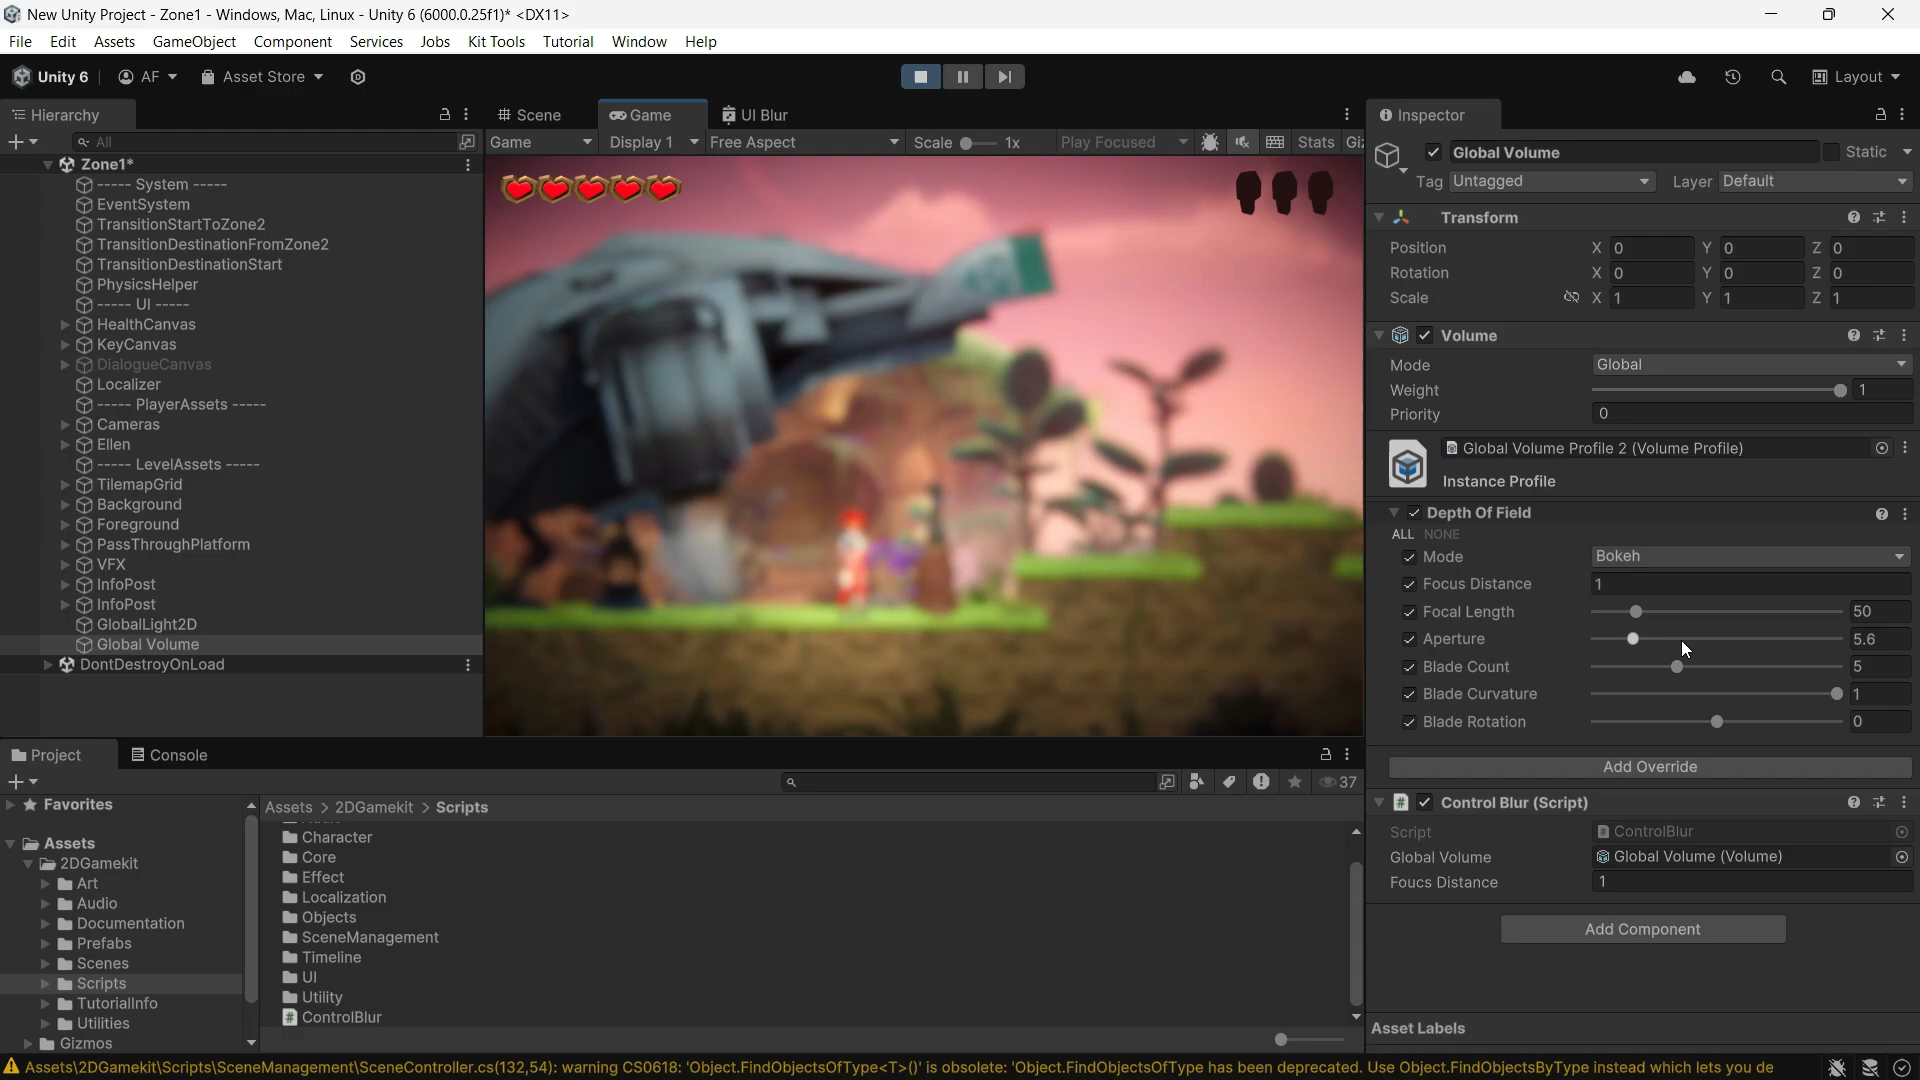 New Unity Project - Zone1 - Windows, Mac, Linux - Unity 6 (6000.0.25f1)* <DX11>
File Edit Assets GameObject Component Services Jobs Kit Tools Tutorial Window Help
Unity 6 AF Asset Store Layout
Hierarchy
All
Zone1*
----- System -----
EventSystem
TransitionStartToZone2
TransitionDestinationFromZone2
TransitionDestinationStart
PhysicsHelper
----- UI -----
HealthCanvas
KeyCanvas
DialogueCanvas
Localizer
----- PlayerAssets -----
Cameras
Ellen
----- LevelAssets -----
TilemapGrid
Background
Foreground
PassThroughPlatform
VFX
InfoPost
InfoPost
GlobalLight2D
Global Volume
DontDestroyOnLoad
Scene Game UI Blur
Game Display 1 Free Aspect Scale 1x Play Focused Stats Giz
Inspector
Global Volume Static
Tag Untagged Layer Default
Transform
Position X 0 Y 0 Z 0
Rotation X 0 Y 0 Z 0
Scale X 1 Y 1 Z 1
Volume
Mode Global
Weight 1
Priority 0
Global Volume Profile 2 (Volume Profile)
Instance Profile
Depth Of Field
ALL NONE
Mode Bokeh
Focus Distance 1
Focal Length 50
Aperture 5.6
Blade Count 5
Blade Curvature 1
Blade Rotation 0
Add Override
Control Blur (Script)
Script ControlBlur
Global Volume Global Volume (Volume)
Foucs Distance 1
Add Component
Asset Labels
Project Console
37
Favorites
Assets
2DGamekit
Art
Audio
Documentation
Prefabs
Scenes
Scripts
TutorialInfo
Utilities
Gizmos
Assets > 2DGamekit > Scripts
Character
Core
Effect
Localization
Objects
SceneManagement
Timeline
UI
Utility
ControlBlur
Assets\2DGamekit\Scripts\SceneManagement\SceneController.cs(132,54): warning CS0618: 'Object.FindObjectsOfType<T>()' is obsolete: 'Object.FindObjectsOfType has been deprecated. Use Object.FindObjectsByType instead which lets you de